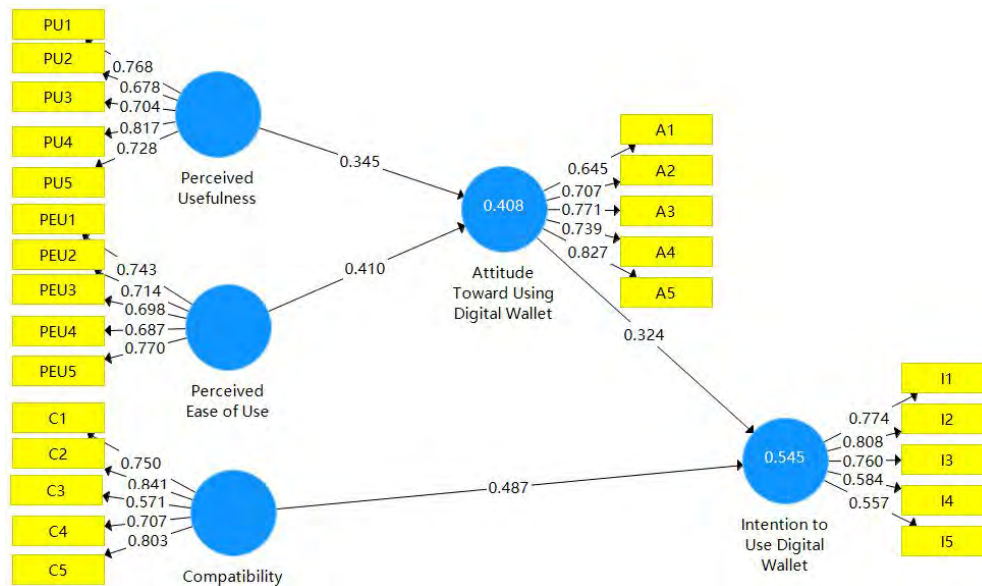 PU1
PU2
PU3
PU4
PU5
0.768
0.678
0.704
0.817
0.728
Perceived
Usefulness
PEU1
PEU2
PEU3
PEU4
PEU5
0.743
0.714
0.698
0.687
0.770
Perceived
Ease of Use
C1
C2
C3
C4
C5
0.750
0.841
0.571
0.707
0.803
Compatibility
0.345
0.410
0.487
0.408
Attitude
Toward Using
Digital Wallet
0.645
0.707
0.771
0.739
0.827
A1
A2
A3
A4
A5
0.324
0.545
Intention to
Use Digital
Wallet
0.774
0.808
0.760
0.584
0.557
I1
I2
I3
I4
I5